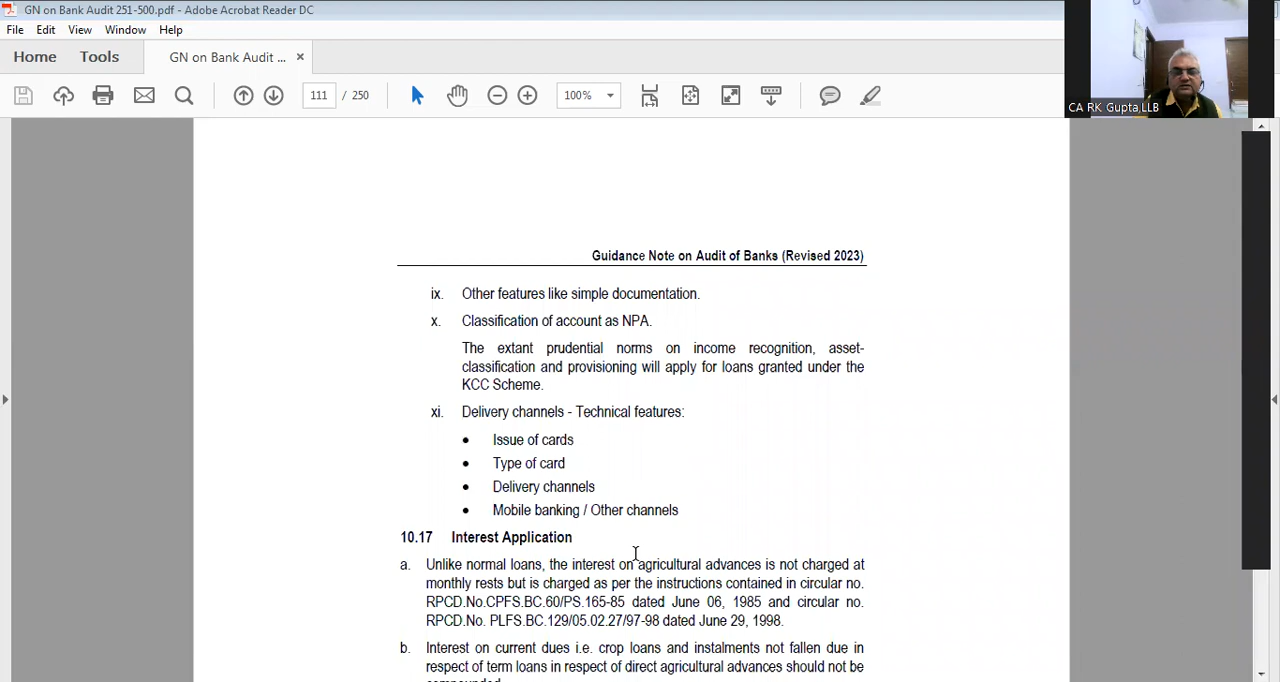 GN on Bank Audit 251-500.pdf - Adobe Acrobat Reader DC
File Edit View Window Help
Home Tools GN on Bank Audit ... ×
111 / 250 100%
CA RK Gupta,LLB
Guidance Note on Audit of Banks (Revised 2023)
ix. Other features like simple documentation.
x. Classification of account as NPA.
The extant prudential norms on income recognition, asset-
classification and provisioning will apply for loans granted under the
KCC Scheme.
xi. Delivery channels - Technical features:
• Issue of cards
• Type of card
• Delivery channels
• Mobile banking / Other channels
10.17 Interest Application
a. Unlike normal loans, the interest on agricultural advances is not charged at
monthly rests but is charged as per the instructions contained in circular no.
RPCD.No.CPFS.BC.60/PS.165-85 dated June 06, 1985 and circular no.
RPCD.No. PLFS.BC.129/05.02.27/97-98 dated June 29, 1998.
b. Interest on current dues i.e. crop loans and instalments not fallen due in
respect of term loans in respect of direct agricultural advances should not be
compounded